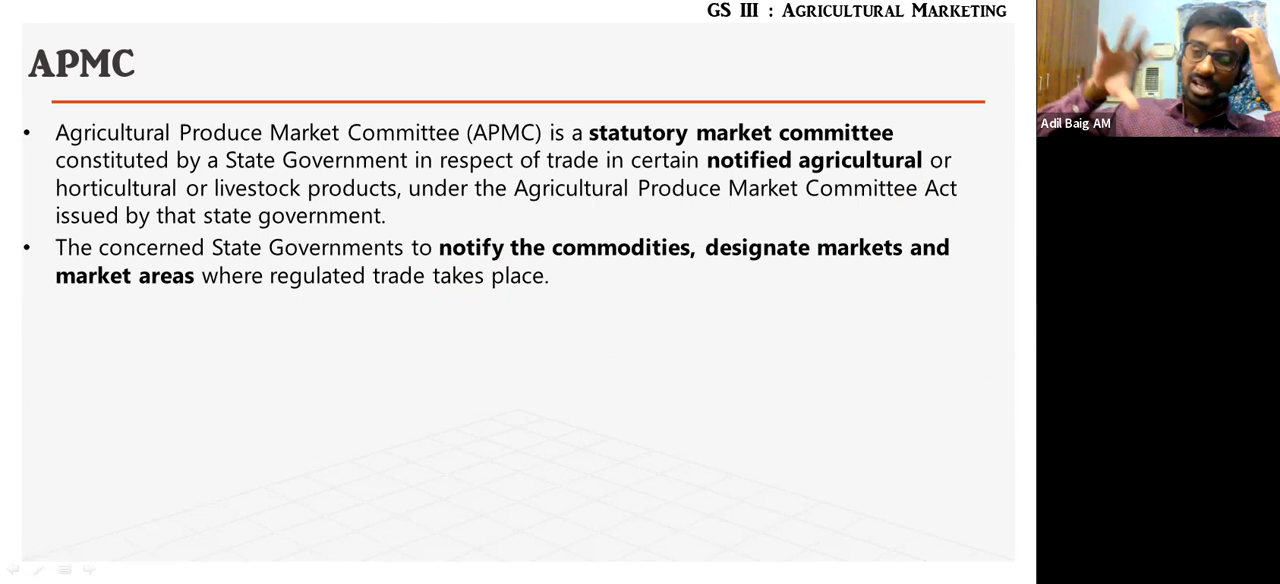 GS III : Agricultural Marketing
APMC
• Agricultural Produce Market Committee (APMC) is a statutory market committee
constituted by a State Government in respect of trade in certain notified agricultural or
horticultural or livestock products, under the Agricultural Produce Market Committee Act
issued by that state government.
• The concerned State Governments to notify the commodities, designate markets and
market areas where regulated trade takes place.
Adil Baig AM